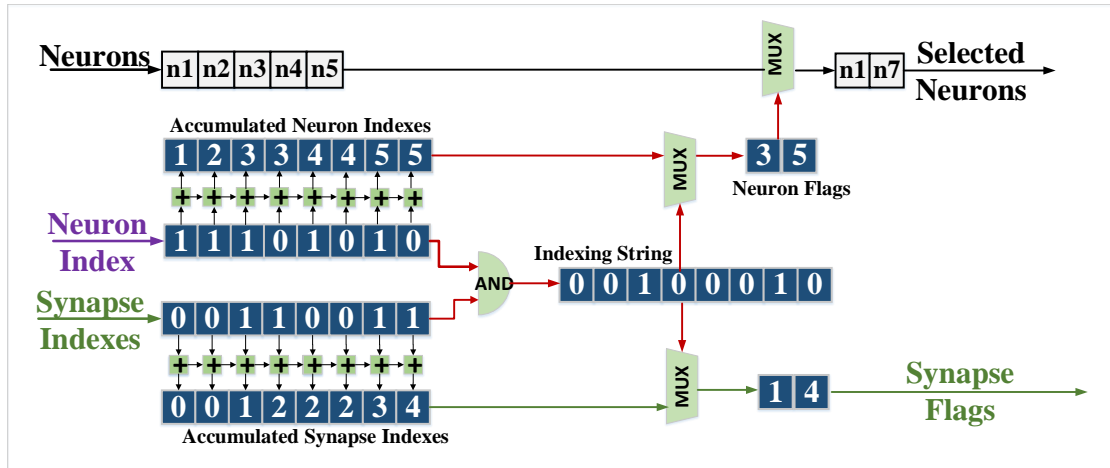 Neurons
n1 n2 n3 n4 n5
MUX
n1 n7
Selected
Neurons
Accumulated Neuron Indexes
1 2 3 3 4 4 5 5
MUX
3 5
Neuron Flags
+ + + + + + + +
Neuron
Index
1 1 1 0 1 0 1 0
AND
Indexing String
0 0 1 0 0 0 1 0
Synapse
Indexes
0 0 1 1 0 0 1 1
+ + + + + + + +
MUX
1 4
Synapse
Flags
0 0 1 2 2 2 3 4
Accumulated Synapse Indexes